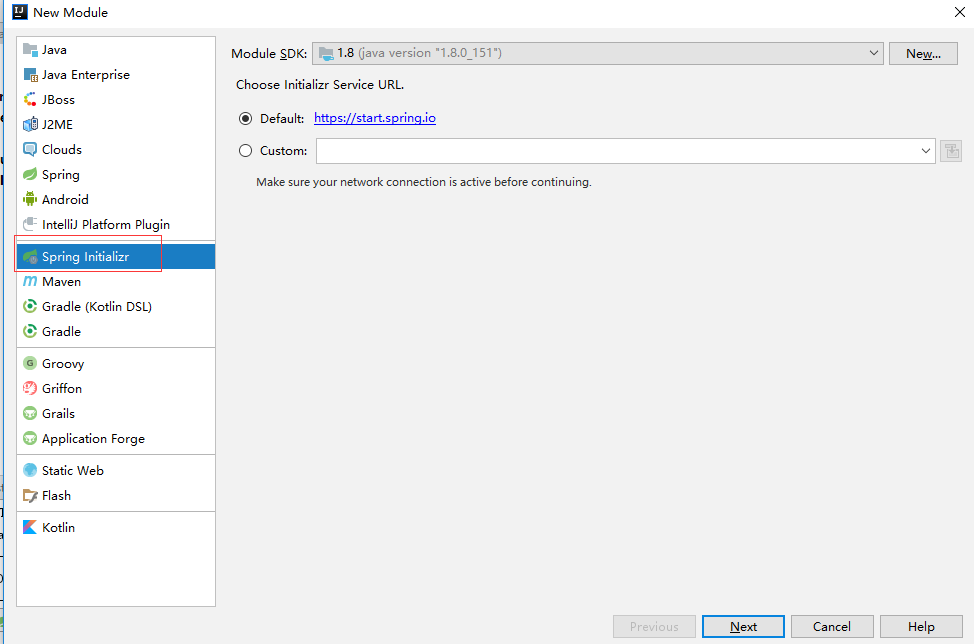 New Module
Java
Java Enterprise
JBoss
J2ME
Clouds
Spring
Android
IntelliJ Platform Plugin
Spring Initializr
Maven
Gradle (Kotlin DSL)
Gradle
Groovy
Griffon
Grails
Application Forge
Static Web
Flash
Kotlin
Module SDK: 1.8 (java version "1.8.0_151") New...
Choose Initializr Service URL.
Default: https://start.spring.io
Custom:
Make sure your network connection is active before continuing.
Previous Next Cancel Help